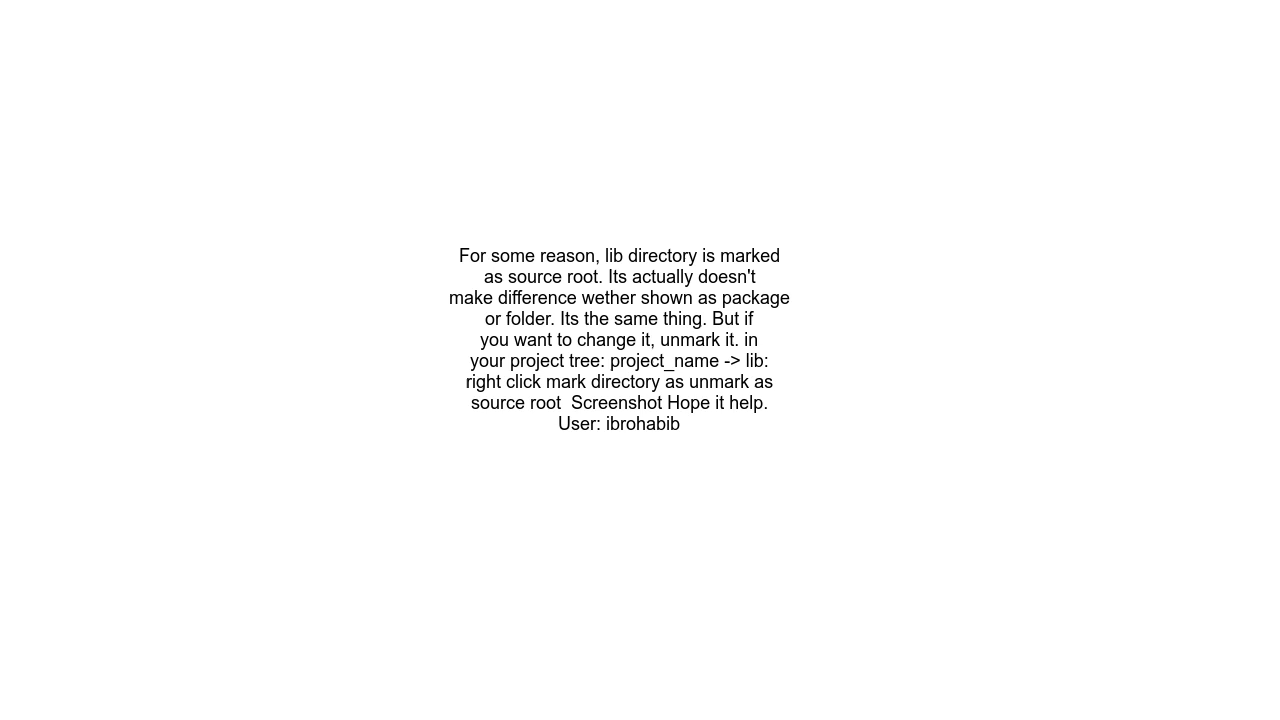 For some reason, lib directory is marked
as source root. Its actually doesn't
make difference wether shown as package
or folder. Its the same thing. But if
you want to change it, unmark it. in
your project tree: project_name -> lib:
right click mark directory as unmark as
source root  Screenshot Hope it help.
User: ibrohabib